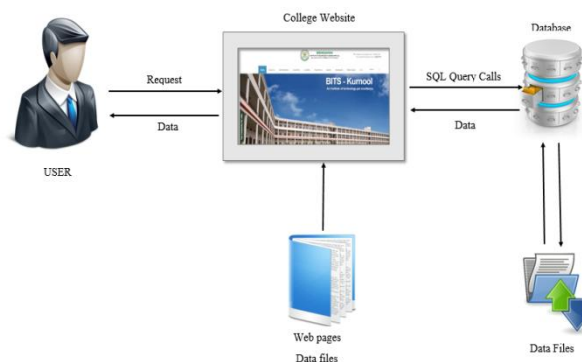 College Website
Database
BITS - Kurnool
Request
Data
SQL Query Calls
Data
USER
Web pages
Data files
Data Files